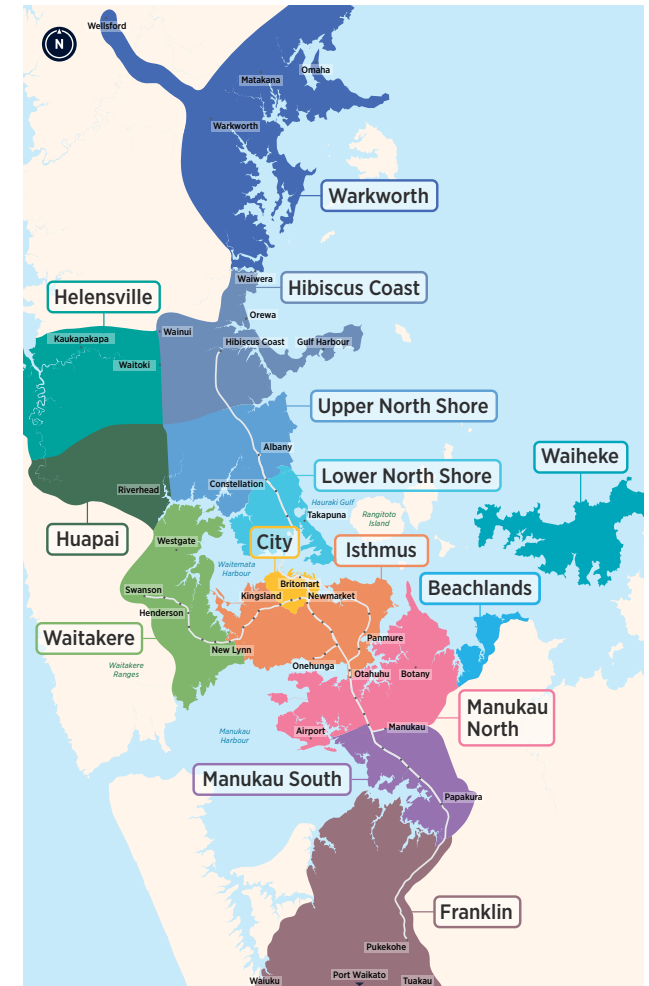 Wellsford
N
Omaha
Matakana
Warkworth
Warkworth
Waiwera
Hibiscus Coast
Helensville
Orewa
Wainui
Kaukapakapa
Hibiscus Coast
Gulf Harbour
Waitoki
Upper North Shore
Albany
Waiheke
Lower North Shore
Constellation
Riverhead
Hauraki Gulf
Takapuna
Rangitoto
Island
Huapai
Westgate
City
Isthmus
Waitemata
Harbour
Britomart
Beachlands
Swanson
Kingsland
Newmarket
Henderson
Waitakere
Panmure
New Lynn
Onehunga
Waitakere
Ranges
Otahuhu
Botany
Manukau
North
Airport
Manukau
Manukau
Harbour
Manukau South
Papakura
Franklin
Pukekohe
Port Waikato
Waiuku
Tuakau